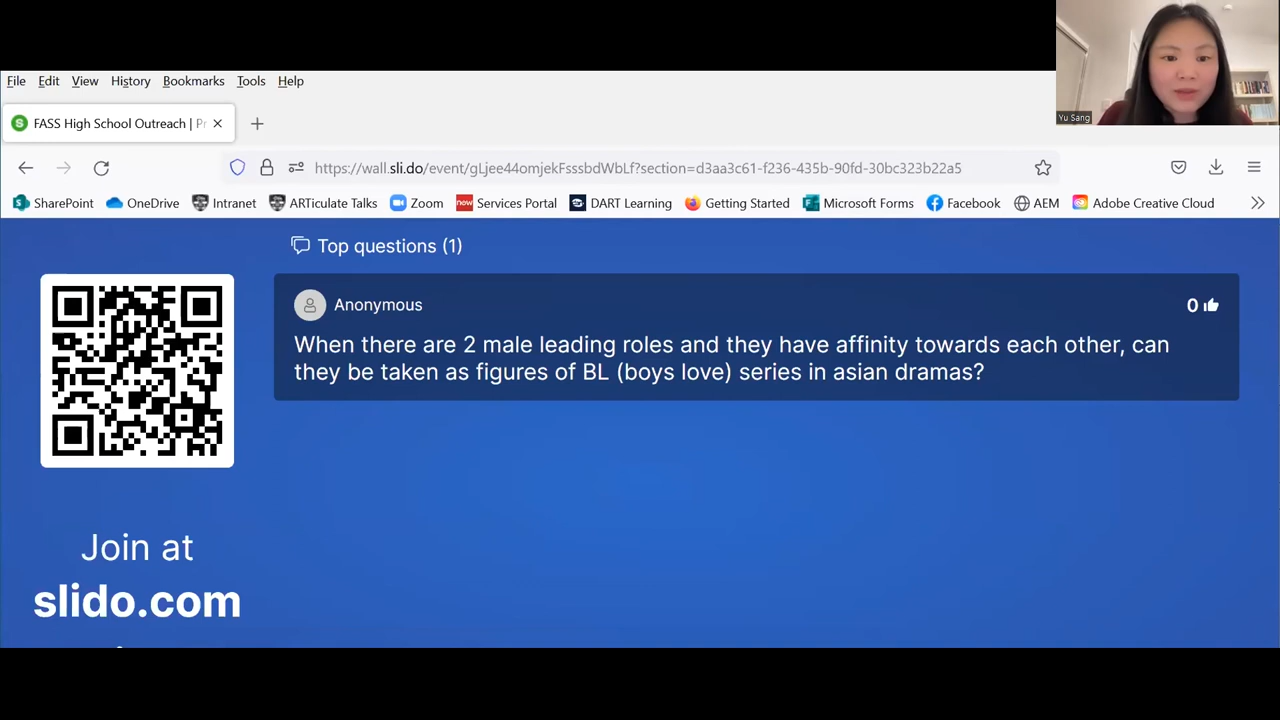 Yu Sang
File Edit View History Bookmarks Tools Help
FASS High School Outreach | Pr
https://wall.sli.do/event/gLjee44omjekFsssbdWbLf?section=d3aa3c61-f236-435b-90fd-30bc323b22a5
SharePoint OneDrive Intranet ARTiculate Talks Zoom now Services Portal DART Learning Getting Started Microsoft Forms Facebook AEM Adobe Creative Cloud
Top questions (1)
Anonymous
0
When there are 2 male leading roles and they have affinity towards each other, can
they be taken as figures of BL (boys love) series in asian dramas?
Join at
slido.com